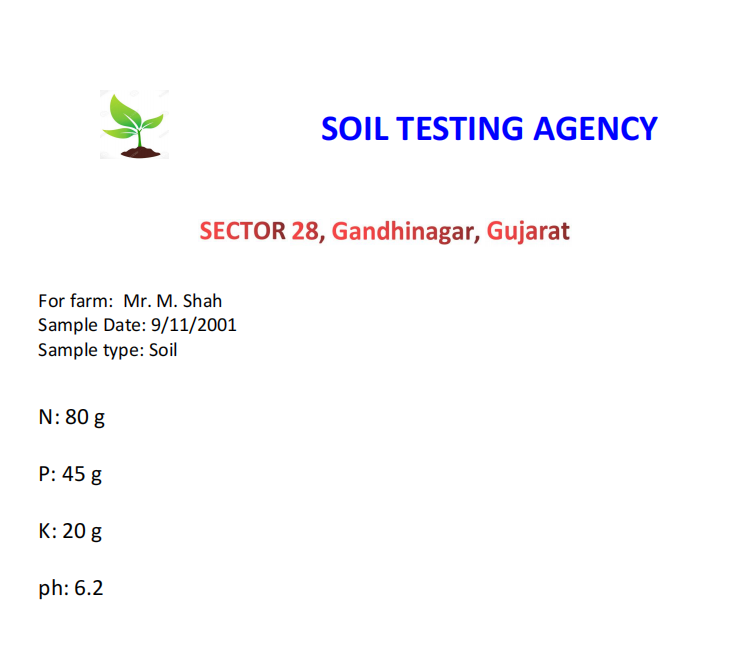 SOIL TESTING AGENCY
SECTOR 28, Gandhinagar, Gujarat
For farm: Mr. M. Shah
Sample Date: 9/11/2001
Sample type: Soil
N: 80 g
P: 45 g
K: 20 g
ph: 6.2